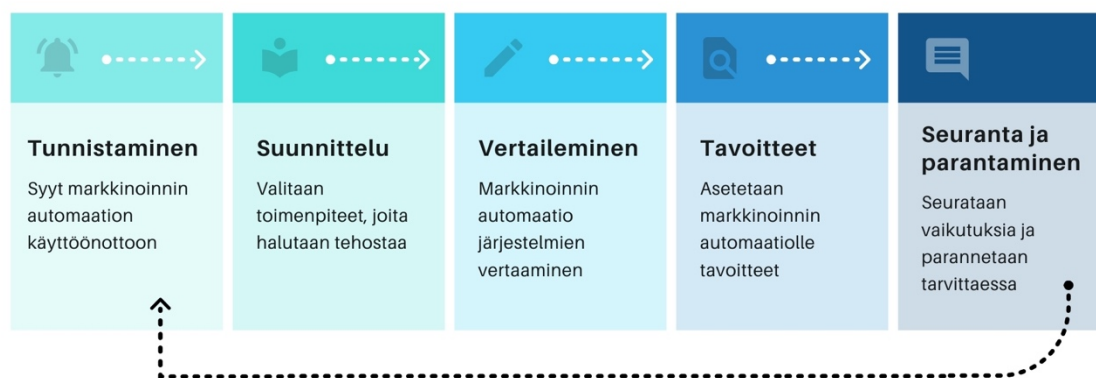 Tunnistaminen
Syyt markkinoinnin
automaation
käyttöönottoon
Suunnittelu
Valitaan
toimenpiteet, joita
halutaan tehostaa
Vertaileminen
Markkinoinnin
automaatio
järjestelmien
vertaaminen
Tavoitteet
Asetetaan
markkinoinnin
automaatiolle
tavoitteet
Seuranta ja
parantaminen
Seurataan
vaikutuksia ja
parannetaan
tarvittaessa